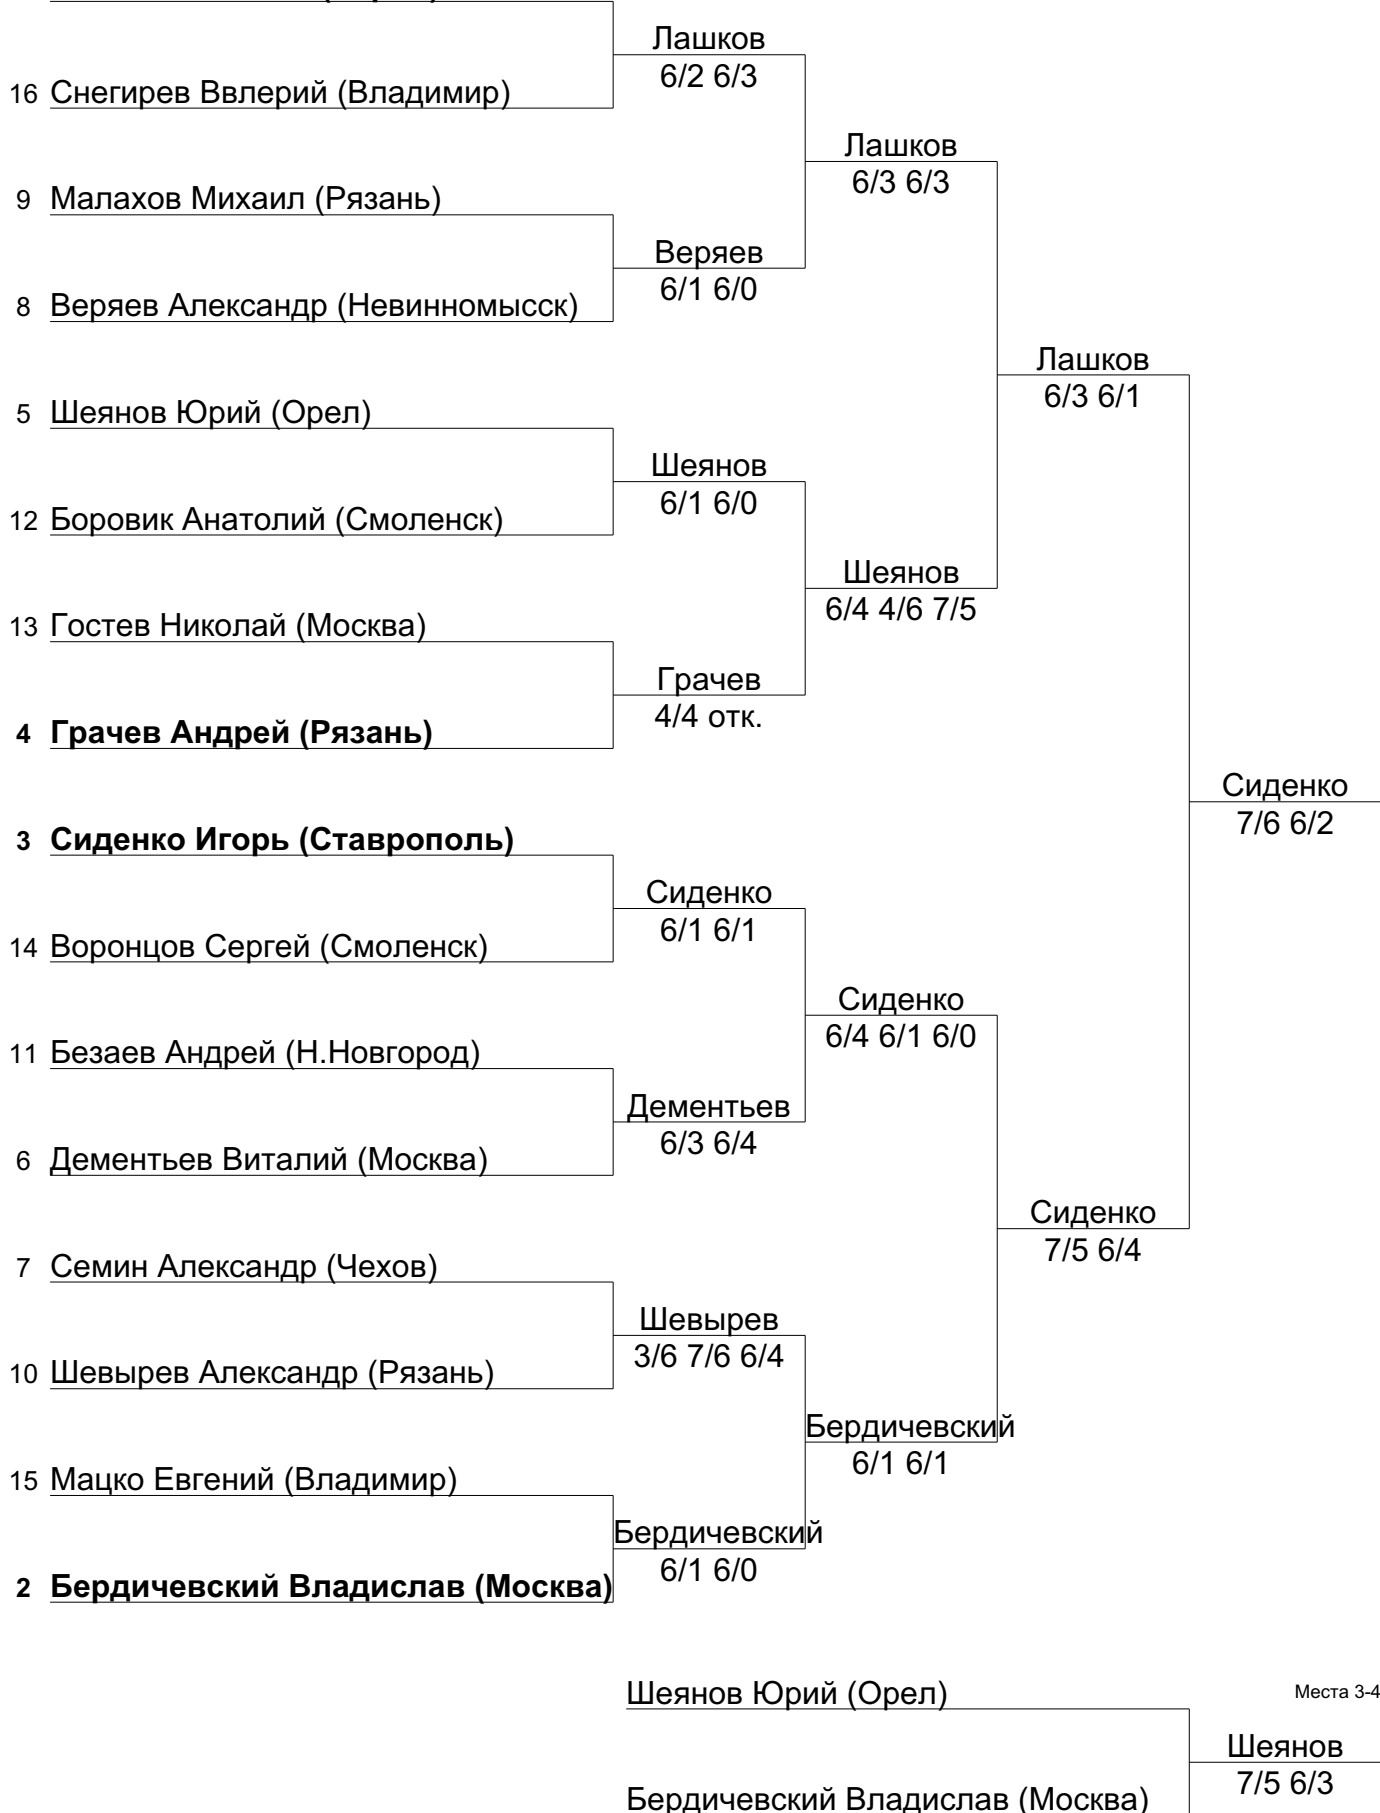 Лашков
6/2 6/3
16 Снегирев Ввлерий (Владимир)
Лашков
6/3 6/3
9 Малахов Михаил (Рязань)
Веряев
6/1 6/0
8 Веряев Александр (Невинномысск)
Лашков
6/3 6/1
5 Шеянов Юрий (Орел)
Шеянов
6/1 6/0
12 Боровик Анатолий (Смоленск)
Шеянов
6/4 4/6 7/5
13 Гостев Николай (Москва)
Грачев
4/4 отк.
4 Грачев Андрей (Рязань)
Сиденко
7/6 6/2
3 Сиденко Игорь (Ставрополь)
Сиденко
6/1 6/1
14 Воронцов Сергей (Смоленск)
Сиденко
6/4 6/1 6/0
11 Безаев Андрей (Н.Новгород)
Дементьев
6/3 6/4
6 Дементьев Виталий (Москва)
Сиденко
7/5 6/4
7 Семин Александр (Чехов)
Шевырев
3/6 7/6 6/4
10 Шевырев Александр (Рязань)
Бердичевский
6/1 6/1
15 Мацко Евгений (Владимир)
Бердичевский
6/1 6/0
2 Бердичевский Владислав (Москва)
Шеянов Юрий (Орел)
Места 3-4
Шеянов
7/5 6/3
Бердичевский Владислав (Москва)